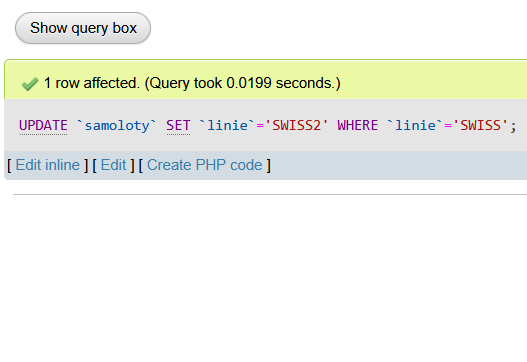 Show query box
1 row affected. (Query took 0.0199 seconds.)
UPDATE `samoloty` SET `linie`='SWISS2' WHERE `linie`='SWISS';
[ Edit inline ] [ Edit ] [ Create PHP code ]